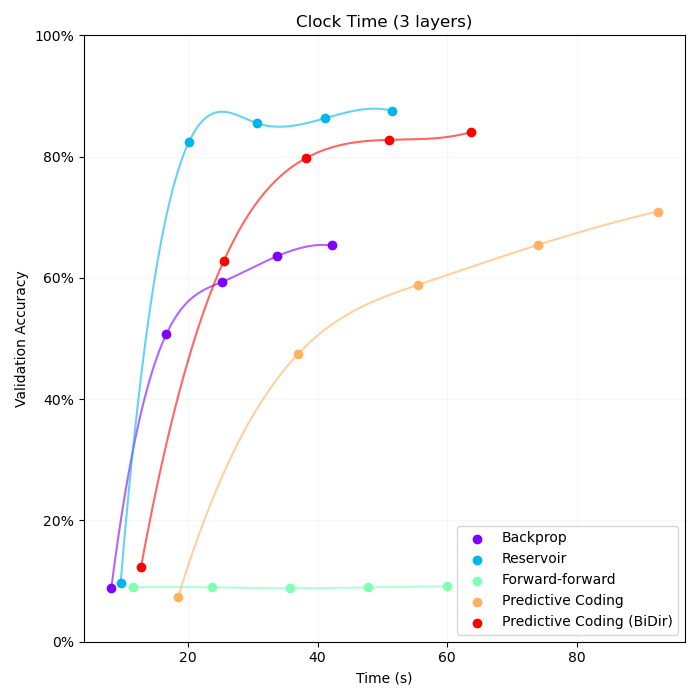 Clock Time (3 layers)
100%
80%
60%
40%
20%
0%
Validation Accuracy
20
40
60
80
Time (s)
Backprop
Reservoir
Forward-forward
Predictive Coding
Predictive Coding (BiDir)